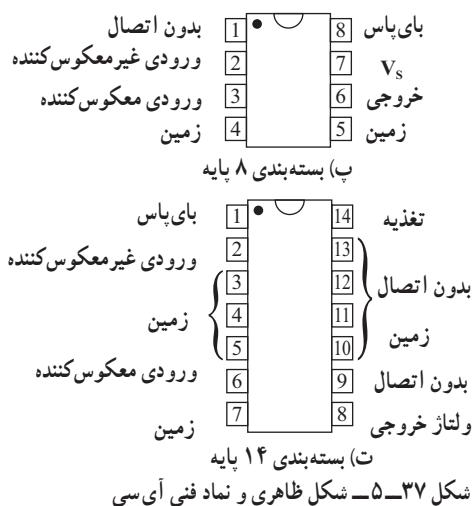 بدون اتصال 1 8 بای‌پاس
ورودی غیرمعکوس‌کننده 2 7 Vs
ورودی معکوس‌کننده 3 6 خروجی
زمین 4 5 زمین
پ) بسته‌بندی ۸ پایه
بای‌پاس 1 14 تغذیه
ورودی غیرمعکوس‌کننده 2 13
3 12 بدون اتصال
زمین 4 11
5 10 زمین
ورودی معکوس‌کننده 6 9 بدون اتصال
زمین 7 8 ولتاژ خروجی
ت) بسته‌بندی ۱۴ پایه
شکل ۳۷ــ۵ــ شکل ظاهری و نماد فنی آی‌سی